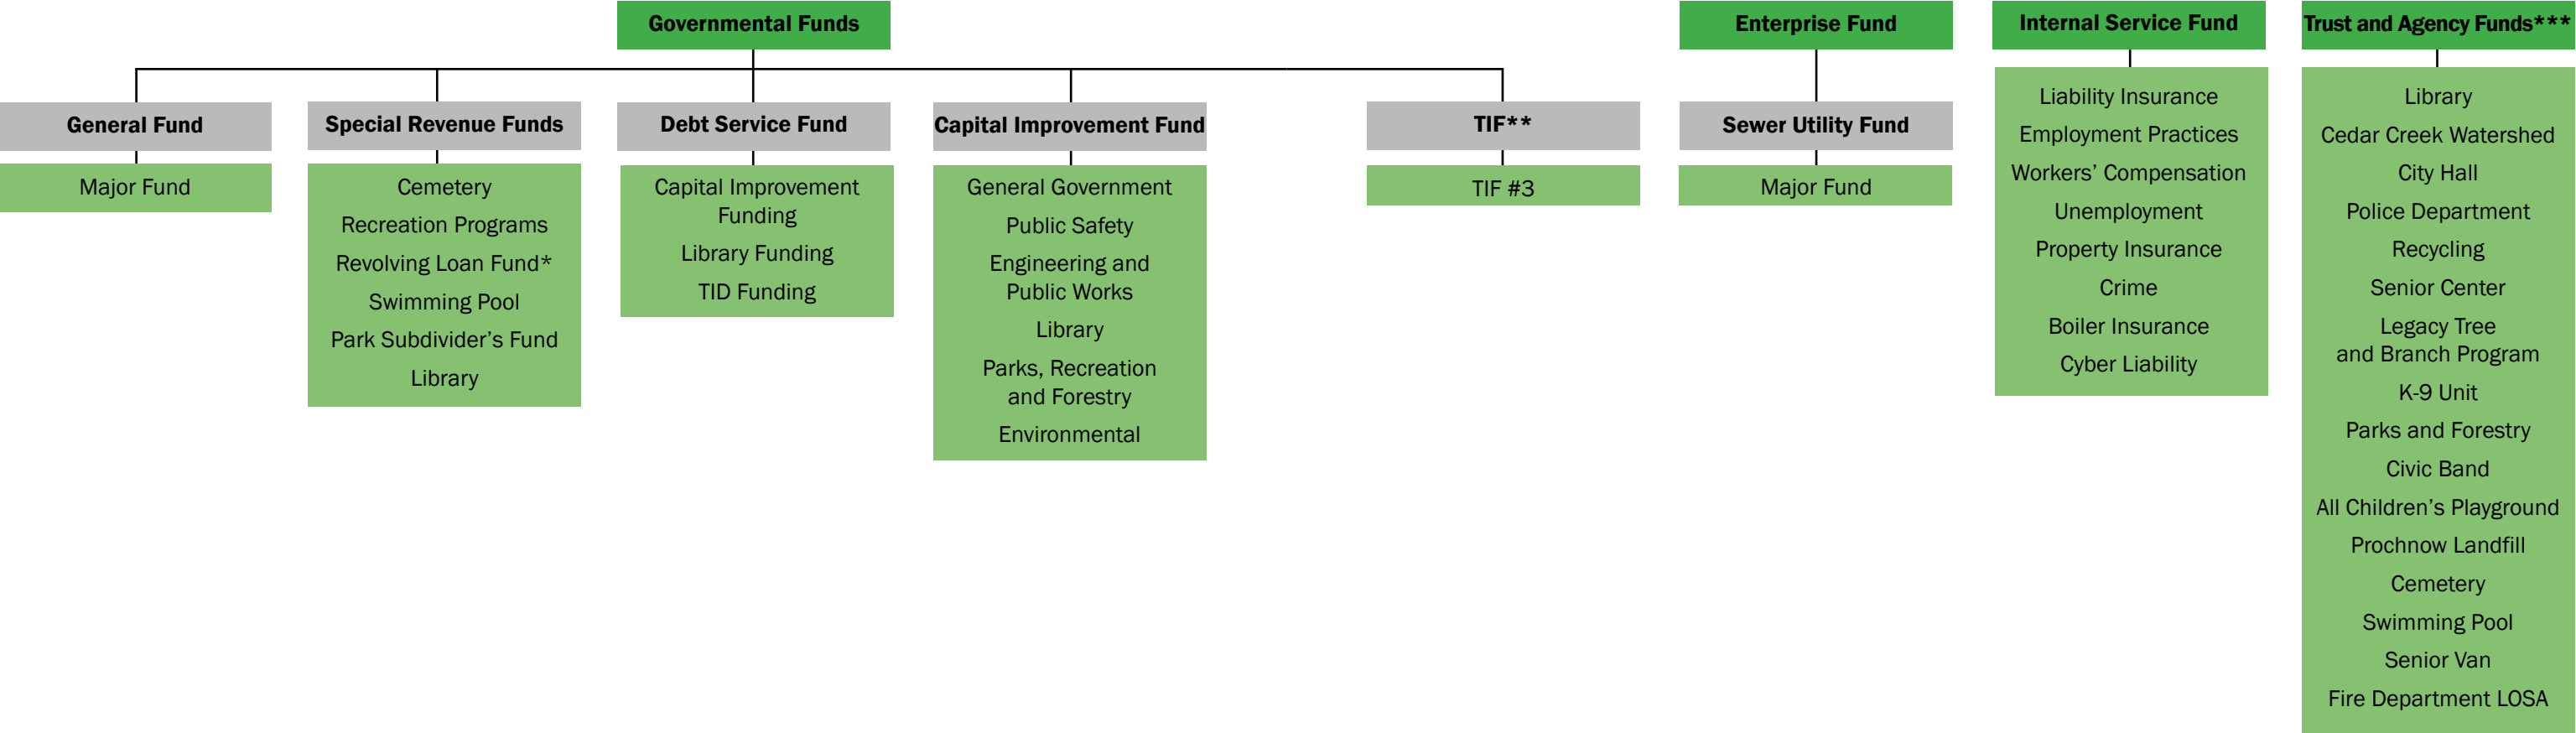 Governmental Funds
General Fund
Major Fund
Special Revenue Funds
Cemetery
Recreation Programs
Revolving Loan Fund*
Swimming Pool
Park Subdivider’s Fund
Library
Debt Service Fund
Capital Improvement
Funding
Library Funding
TID Funding
Capital Improvement Fund
General Government
Public Safety
Engineering and
Public Works
Library
Parks, Recreation
and Forestry
Environmental
TIF**
TIF #3
Enterprise Fund
Sewer Utility Fund
Major Fund
Internal Service Fund
Liability Insurance
Employment Practices
Workers’ Compensation
Unemployment
Property Insurance
Crime
Boiler Insurance
Cyber Liability
Trust and Agency Funds***
Library
Cedar Creek Watershed
City Hall
Police Department
Recycling
Senior Center
Legacy Tree
and Branch Program
K-9 Unit
Parks and Forestry
Civic Band
All Children’s Playground
Prochnow Landfill
Cemetery
Swimming Pool
Senior Van
Fire Department LOSA